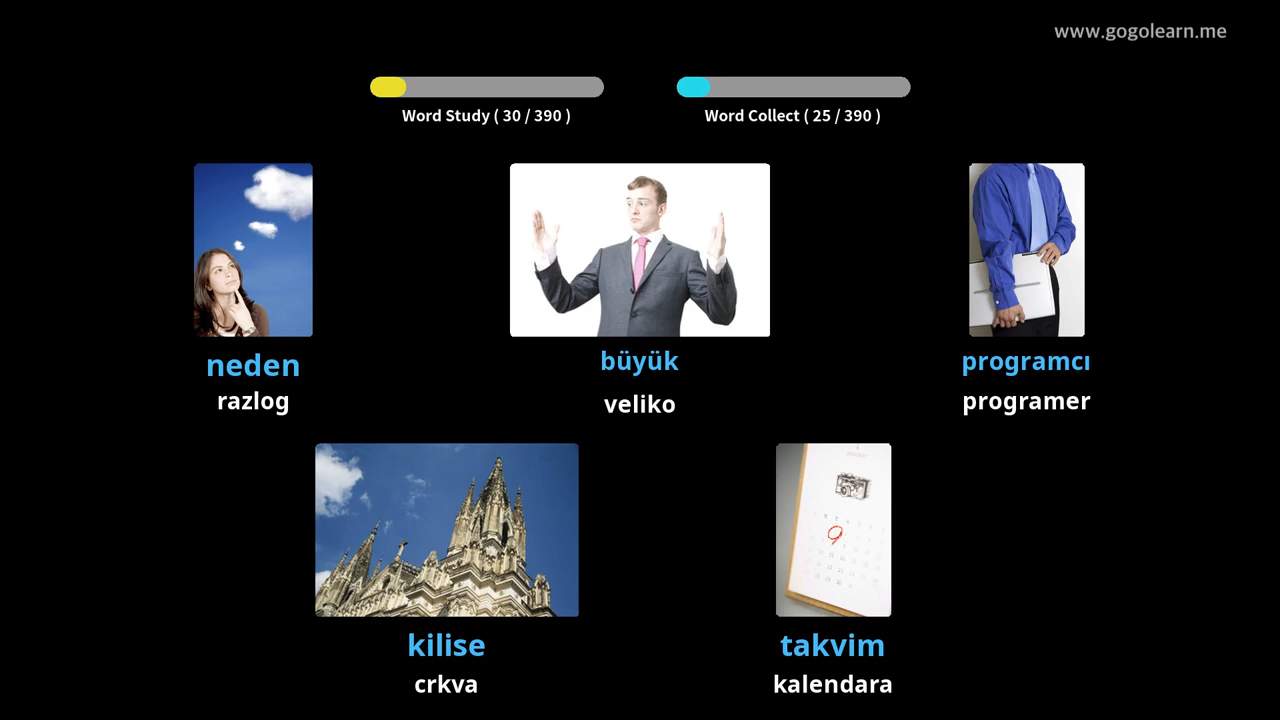 www.gogolearn.me
Word Study ( 30 / 390 )
Word Collect ( 25 / 390 )
neden
razlog
büyük
veliko
programcı
programer
kilise
crkva
takvim
kalendara